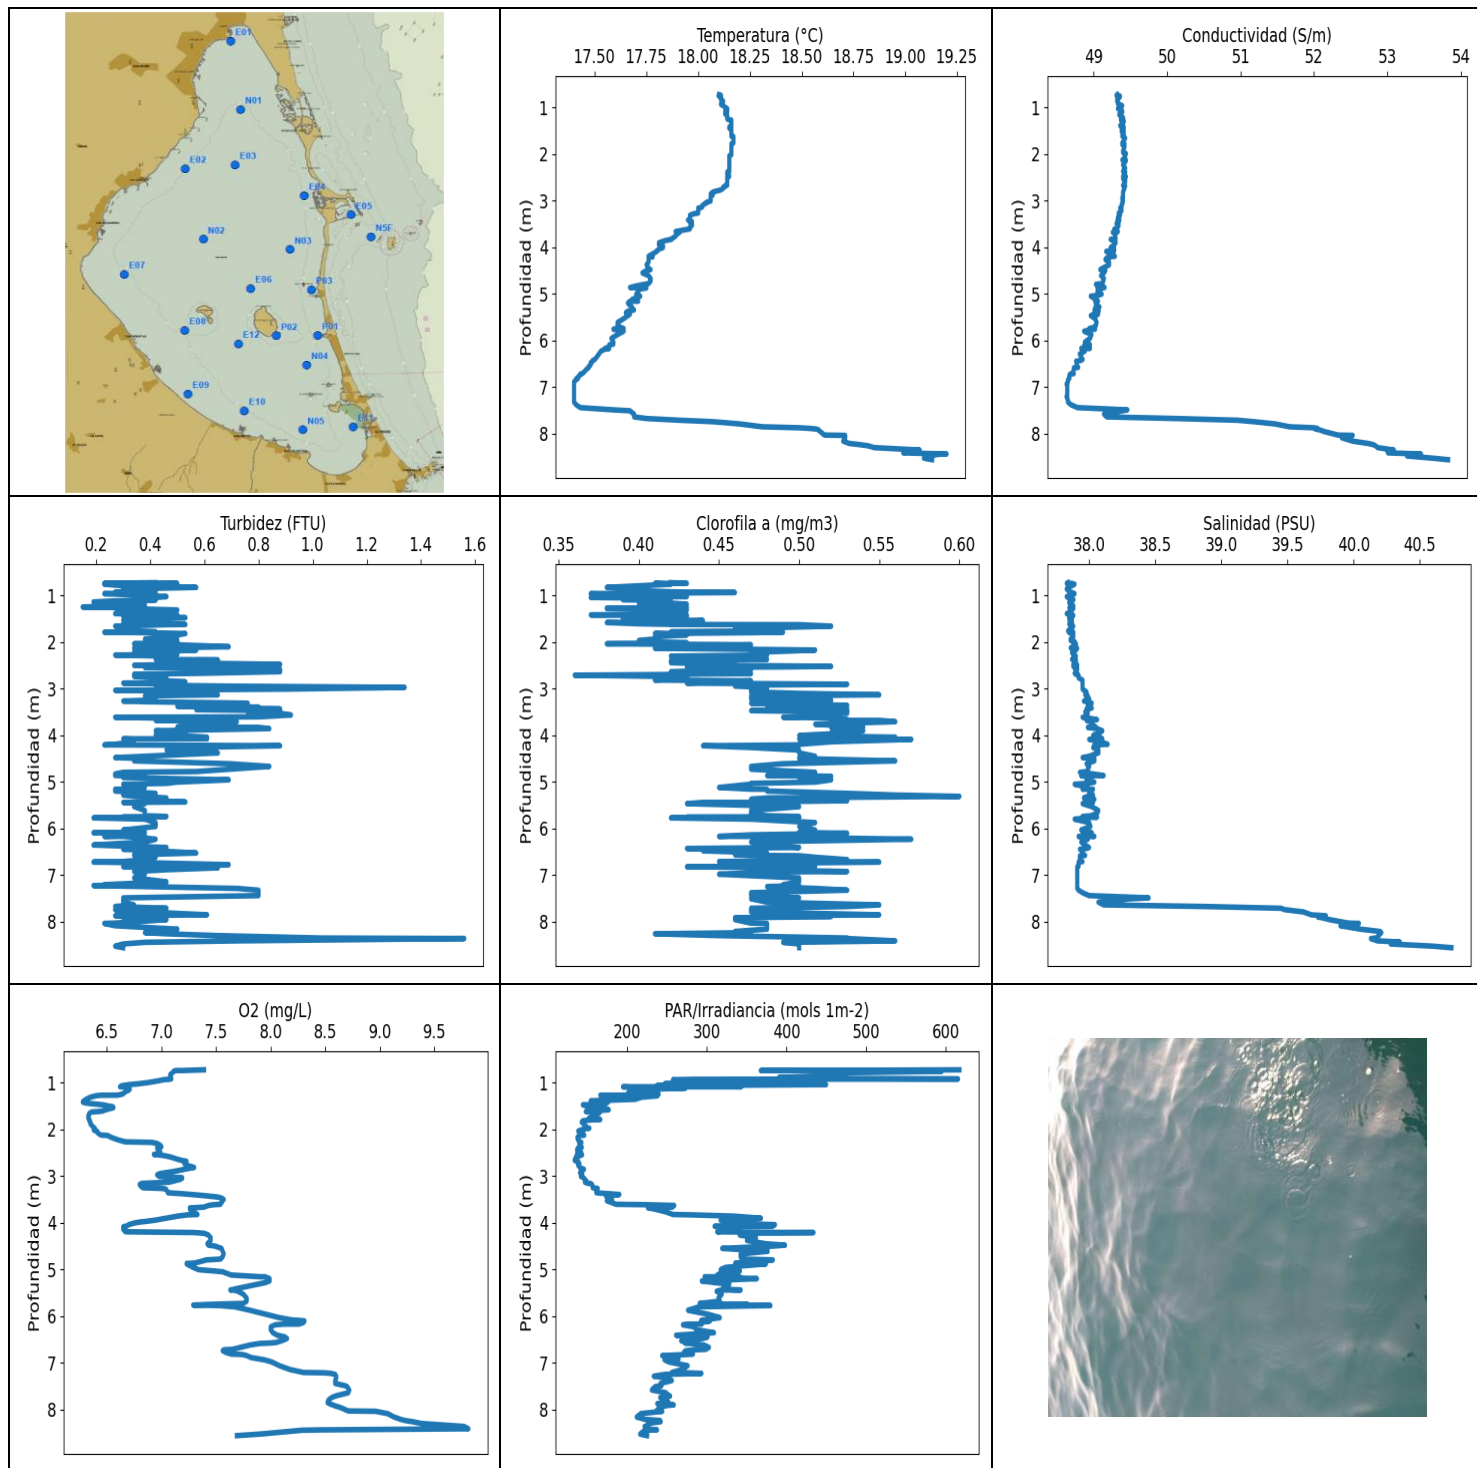 E01
N01
E02
E03
E04
E05
N5F
N02
N03
E07
E06
P03
E08
E12
P02
P01
N04
E09
E10
N05
E11
Temperatura (°C)
17.50 17.75 18.00 18.25 18.50 18.75 19.00 19.25
Profundidad (m)
1
2
3
4
5
6
7
8
Conductividad (S/m)
49 50 51 52 53 54
Profundidad (m)
1
2
3
4
5
6
7
8
Turbidez (FTU)
0.2 0.4 0.6 0.8 1.0 1.2 1.4 1.6
Profundidad (m)
1
2
3
4
5
6
7
8
Clorofila a (mg/m3)
0.35 0.40 0.45 0.50 0.55 0.60
Profundidad (m)
1
2
3
4
5
6
7
8
Salinidad (PSU)
38.0 38.5 39.0 39.5 40.0 40.5
Profundidad (m)
1
2
3
4
5
6
7
8
O2 (mg/L)
6.5 7.0 7.5 8.0 8.5 9.0 9.5
Profundidad (m)
1
2
3
4
5
6
7
8
PAR/Irradiancia (mols 1m-2)
200 300 400 500 600
Profundidad (m)
1
2
3
4
5
6
7
8